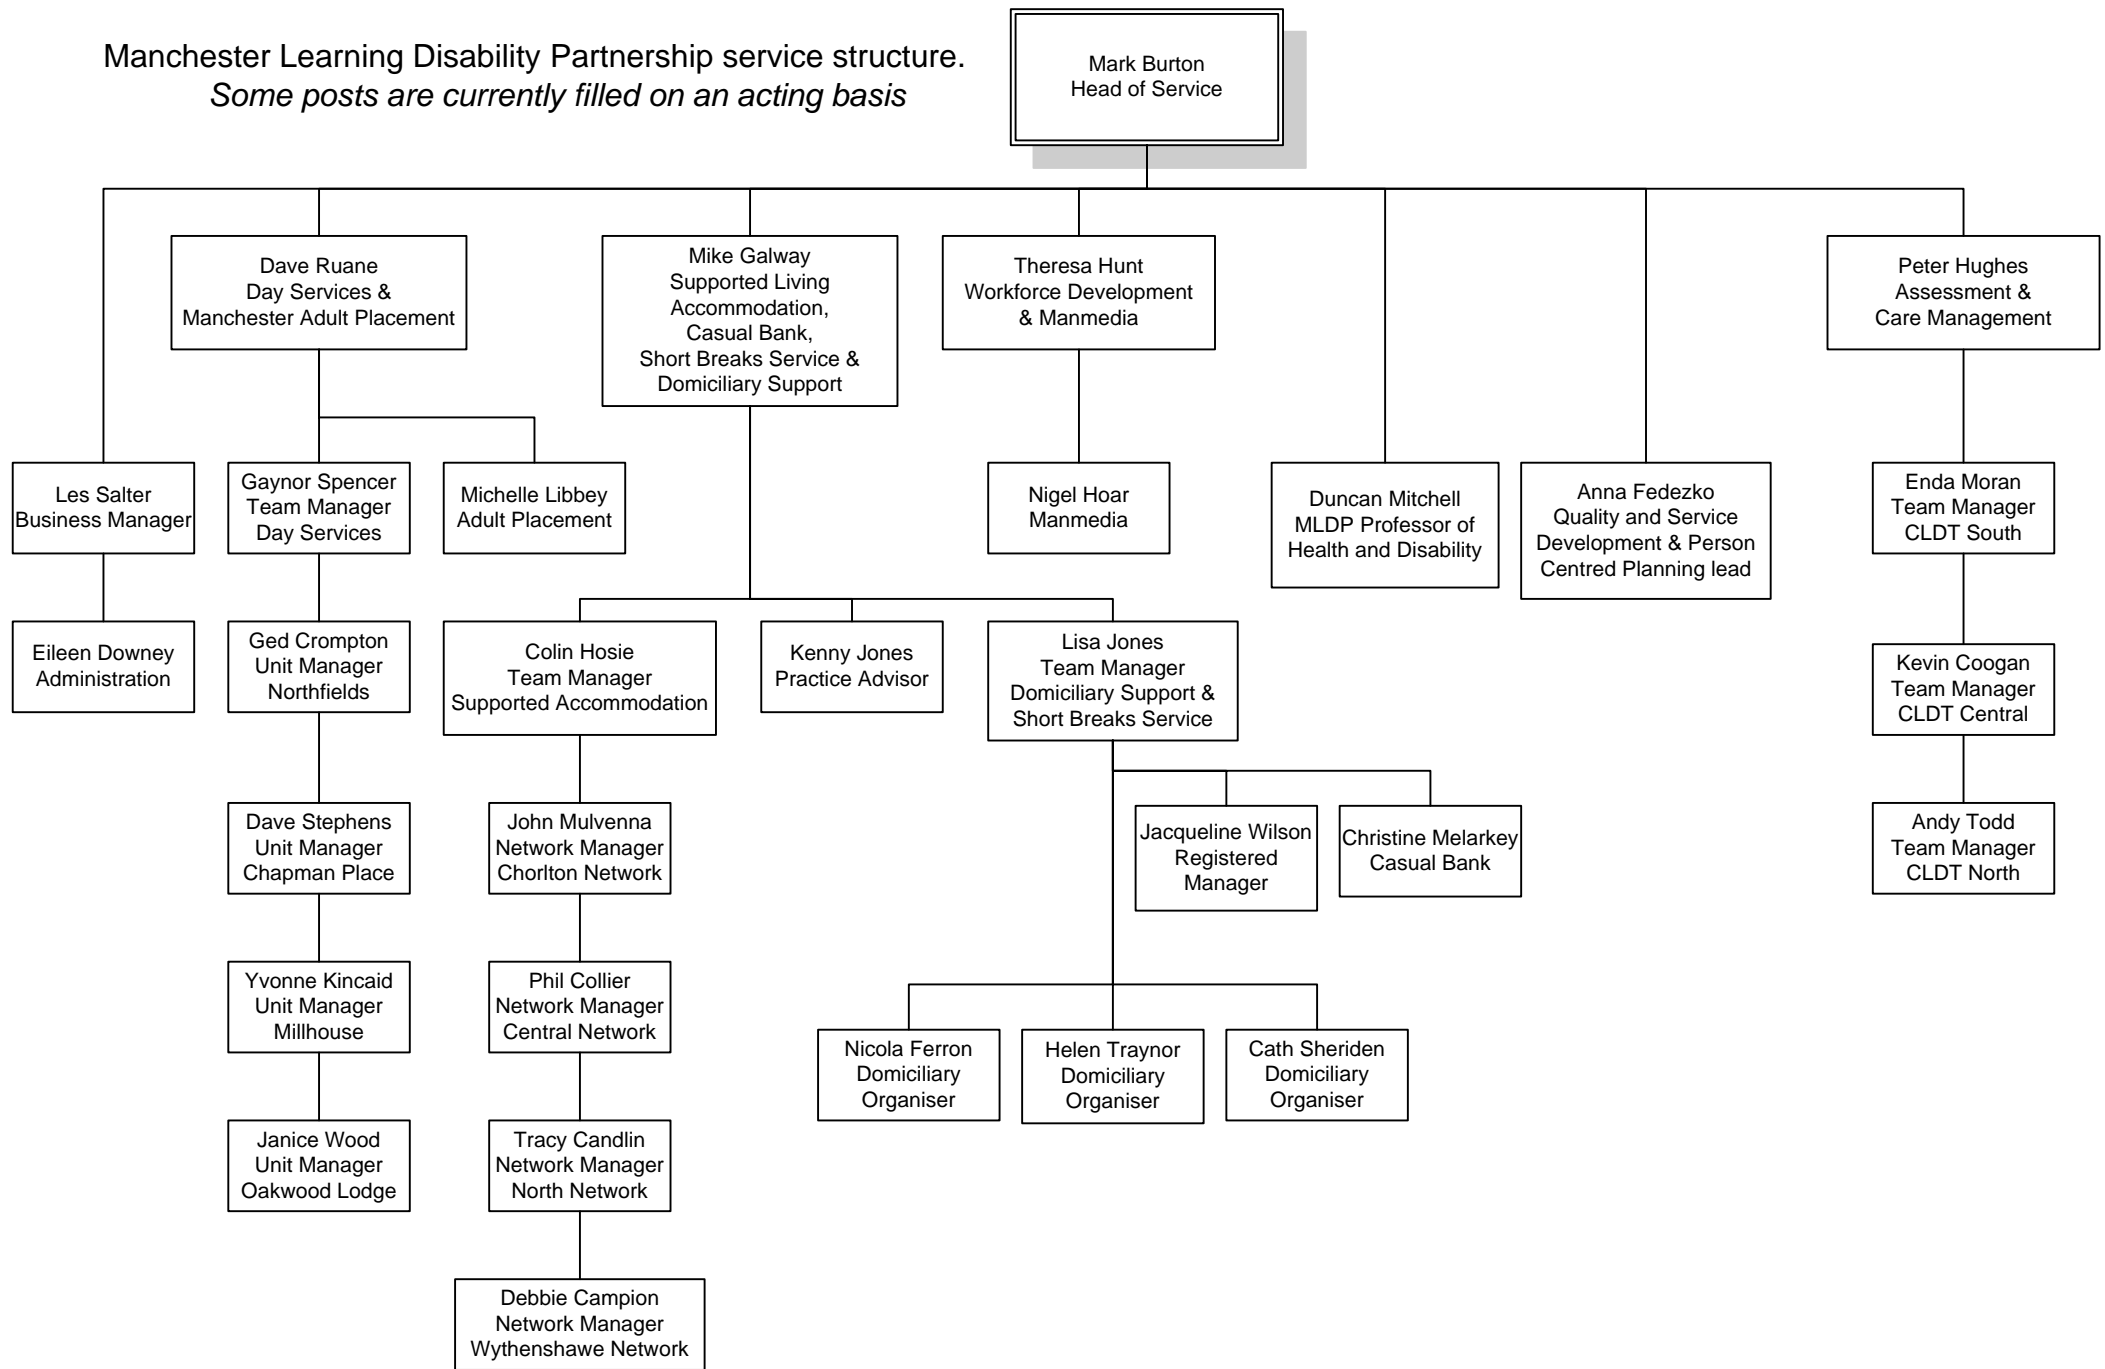 Manchester Learning Disability Partnership service structure.
Some posts are currently filled on an acting basis
Mark Burton
Head of Service
Dave Ruane
Day Services &
Manchester Adult Placement
Mike Galway
Supported Living
Accommodation,
Casual Bank,
Short Breaks Service &
Domiciliary Support
Theresa Hunt
Workforce Development
& Manmedia
Peter Hughes
Assessment &
Care Management
Les Salter
Business Manager
Gaynor Spencer
Team Manager
Day Services
Michelle Libbey
Adult Placement
Nigel Hoar
Manmedia
Duncan Mitchell
MLDP Professor of
Health and Disability
Anna Fedezko
Quality and Service
Development & Person
Centred Planning lead
Enda Moran
Team Manager
CLDT South
Eileen Downey
Administration
Ged Crompton
Unit Manager
Northfields
Colin Hosie
Team Manager
Supported Accommodation
Kenny Jones
Practice Advisor
Lisa Jones
Team Manager
Domiciliary Support &
Short Breaks Service
Kevin Coogan
Team Manager
CLDT Central
Dave Stephens
Unit Manager
Chapman Place
John Mulvenna
Network Manager
Chorlton Network
Jacqueline Wilson
Registered
Manager
Christine Melarkey
Casual Bank
Andy Todd
Team Manager
CLDT North
Yvonne Kincaid
Unit Manager
Millhouse
Phil Collier
Network Manager
Central Network
Nicola Ferron
Domiciliary
Organiser
Helen Traynor
Domiciliary
Organiser
Cath Sheriden
Domiciliary
Organiser
Janice Wood
Unit Manager
Oakwood Lodge
Tracy Candlin
Network Manager
North Network
Debbie Campion
Network Manager
Wythenshawe Network